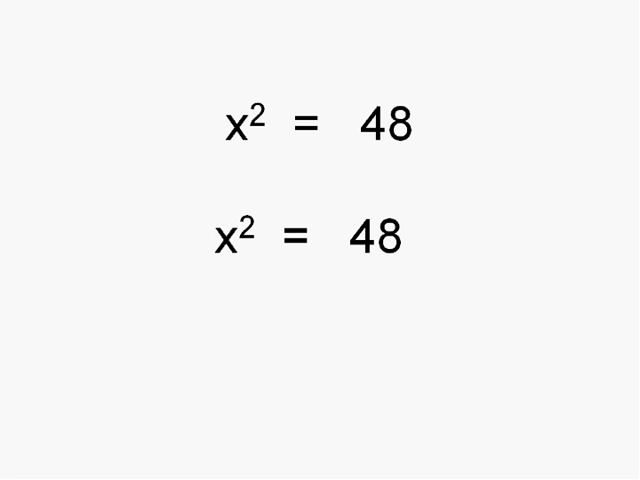 x² = 48
x² = 48